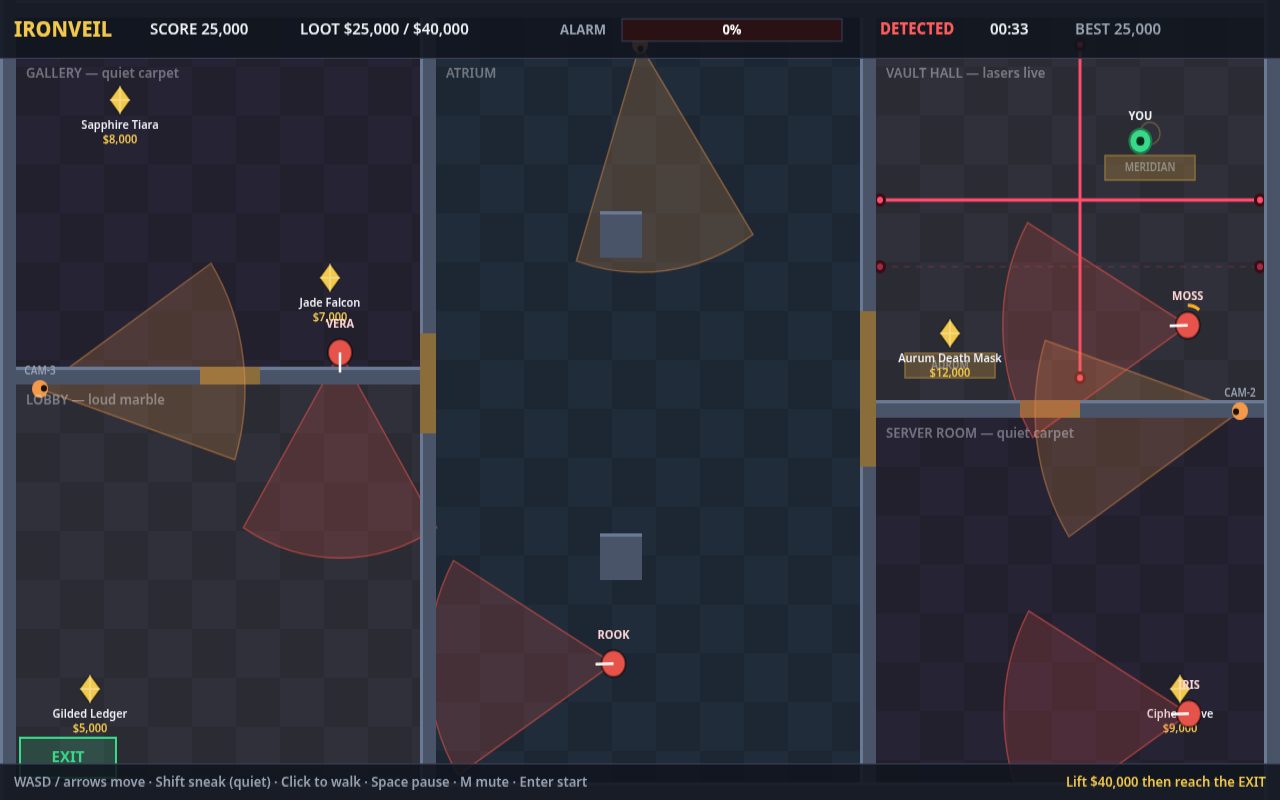 IRONVEIL
SCORE 25,000
LOOT $25,000 / $40,000
ALARM
0%
DETECTED
00:33
BEST 25,000
GALLERY — quiet carpet
ATRIUM
VAULT HALL — lasers live
Sapphire Tiara
$8,000
YOU
MERIDIAN
Jade Falcon
$7,000
VERA
MOSS
CAM-3
LOBBY — loud marble
Aurum Death Mask
$12,000
CAM-2
SERVER ROOM — quiet carpet
ROOK
IRIS
Gilded Ledger
$5,000
$9,000
EXIT
WASD / arrows move · Shift sneak (quiet) · Click to walk · Space pause · M mute · Enter start
Lift $40,000 then reach the EXIT